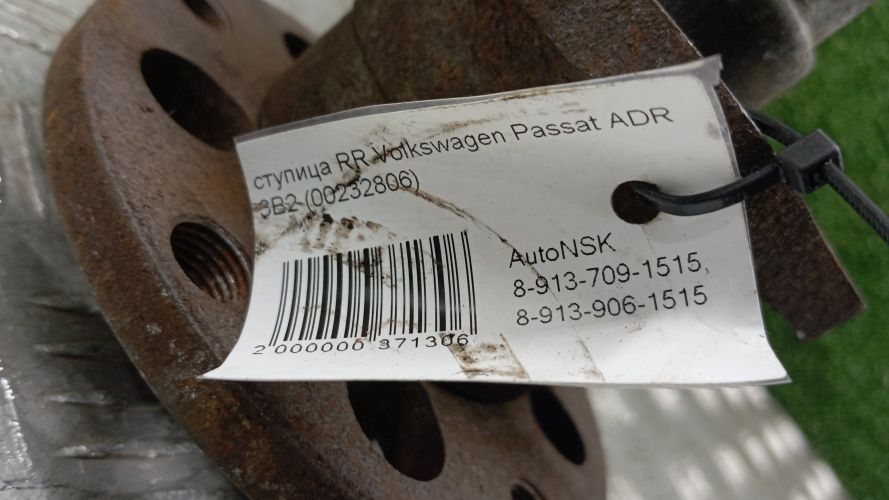 ступица RR Volkswagen Passat ADR
3B2 (00232806)
AutoNSK
8-913-709-1515,
8-913-906-1515
2 000000 371306